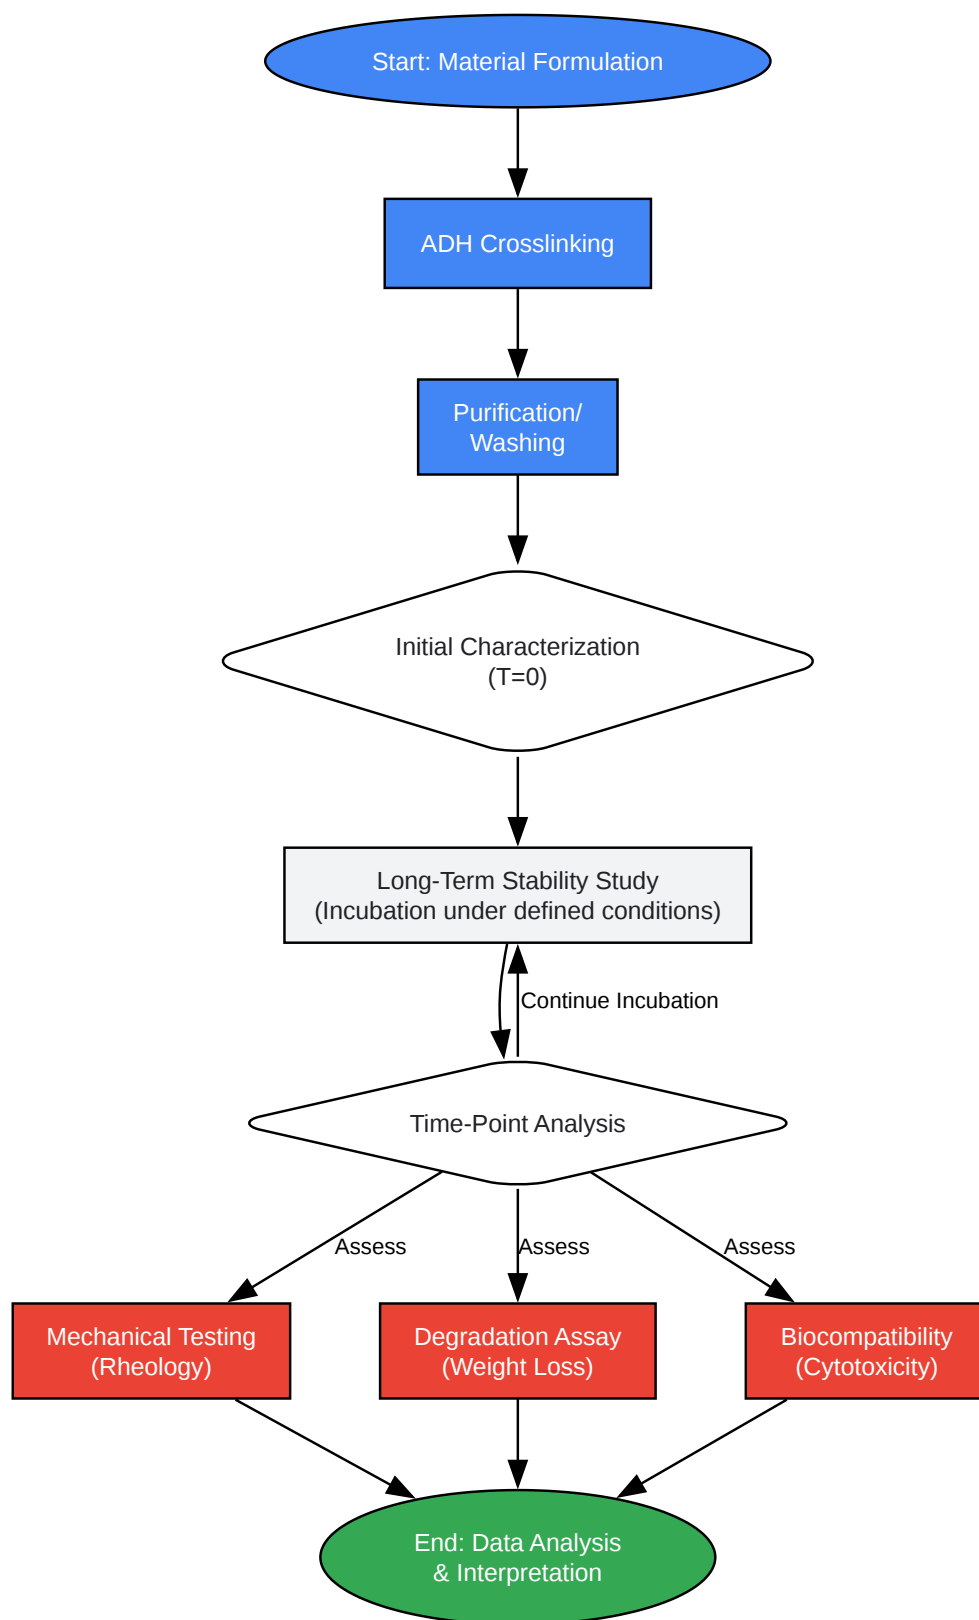 Start: Material Formulation
ADH Crosslinking
Purification/
Washing
Initial Characterization
(T=0)
Long-Term Stability Study
(Incubation under defined conditions)
Continue Incubation
Time-Point Analysis
Assess
Assess
Assess
Mechanical Testing
(Rheology)
Degradation Assay
(Weight Loss)
Biocompatibility
(Cytotoxicity)
End: Data Analysis
& Interpretation